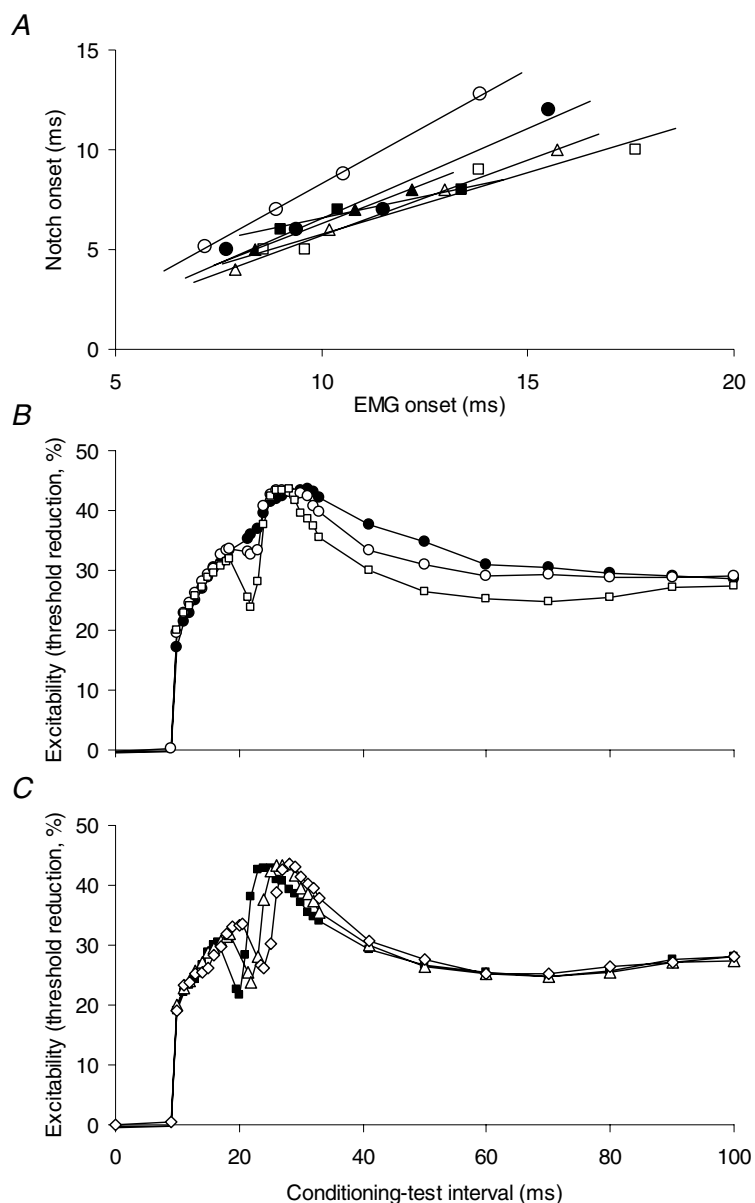 A
15
10
5
0
Notch onset (ms)
5 10 15 20
EMG onset (ms)
B
50
40
30
20
10
0
Excitability (threshold reduction, %)
C
50
40
30
20
10
0
Excitability (threshold reduction, %)
0 20 40 60 80 100
Conditioning-test interval (ms)